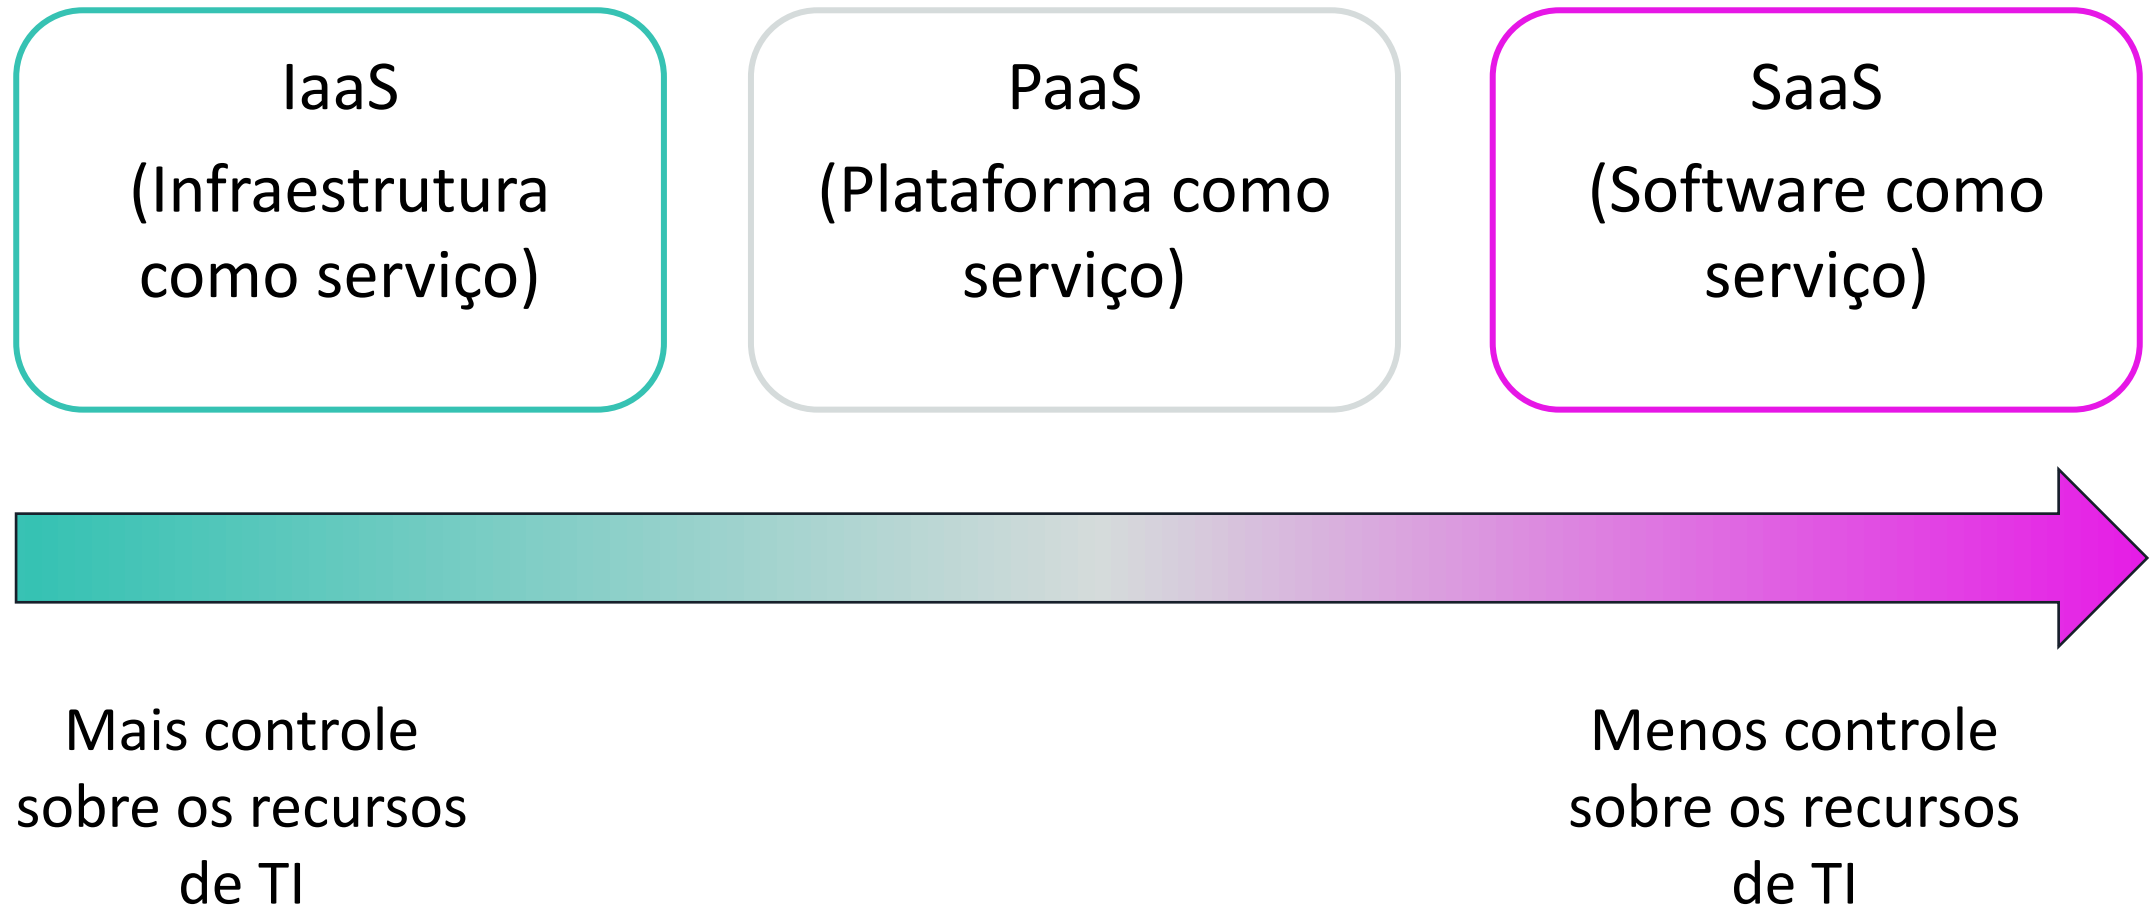 IaaS
(Infraestrutura
como serviço)
PaaS
(Plataforma como
serviço)
SaaS
(Software como
serviço)
Mais controle
sobre os recursos
de TI
Menos controle
sobre os recursos
de TI